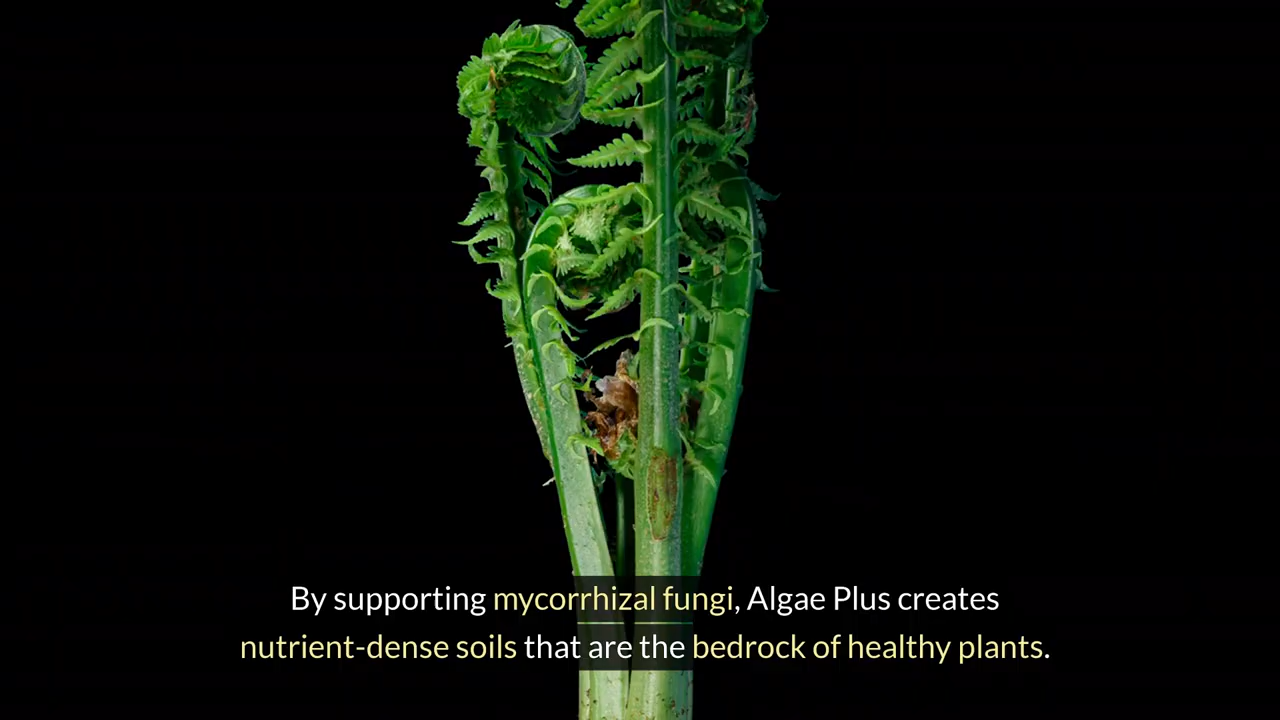 By supporting mycorrhizal fungi, Algae Plus creates
nutrient-dense soils that are the bedrock of healthy plants.